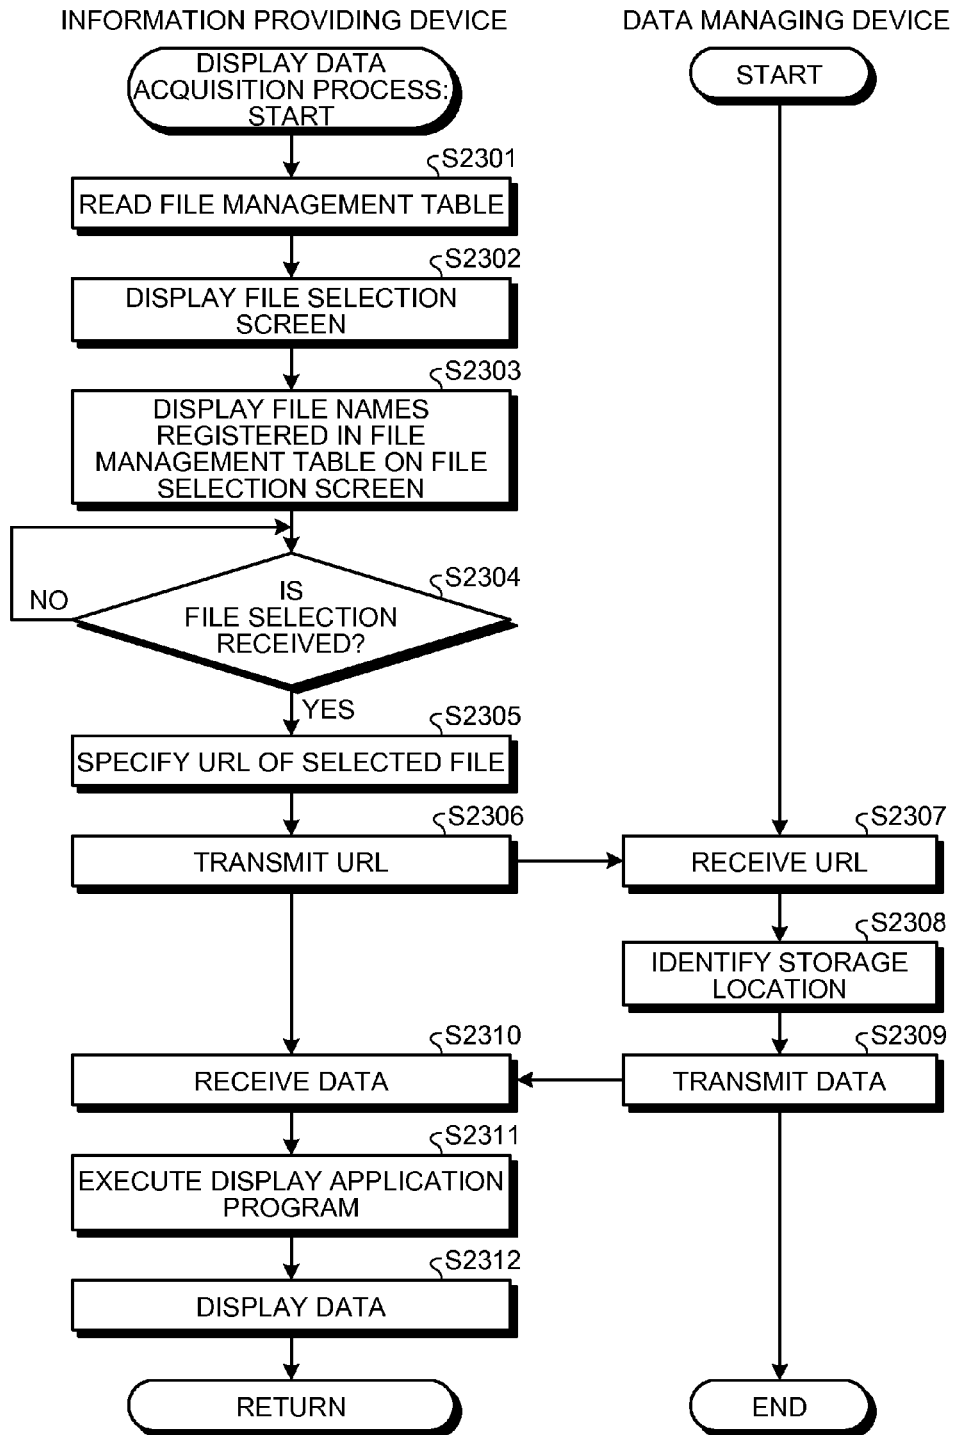 INFORMATION PROVIDING DEVICE
DATA MANAGING DEVICE
DISPLAY DATA
ACQUISITION PROCESS:
START
START
S2301
READ FILE MANAGEMENT TABLE
S2302
DISPLAY FILE SELECTION
SCREEN
S2303
DISPLAY FILE NAMES
REGISTERED IN FILE
MANAGEMENT TABLE ON FILE
SELECTION SCREEN
S2304
IS
FILE SELECTION
RECEIVED?
NO
YES
S2305
SPECIFY URL OF SELECTED FILE
S2306
TRANSMIT URL
S2307
RECEIVE URL
S2308
IDENTIFY STORAGE
LOCATION
S2309
TRANSMIT DATA
S2310
RECEIVE DATA
S2311
EXECUTE DISPLAY APPLICATION
PROGRAM
S2312
DISPLAY DATA
RETURN
END